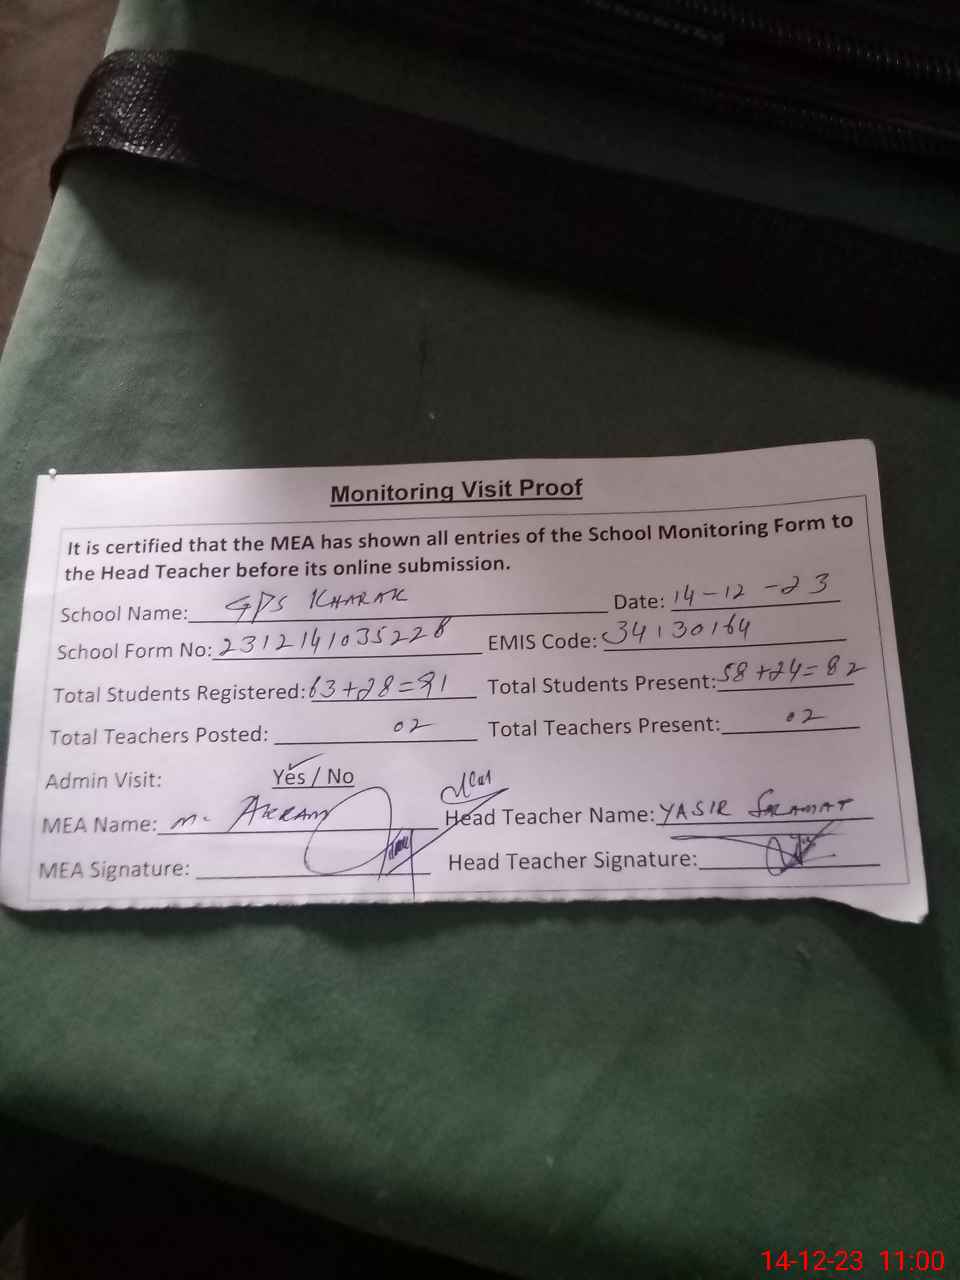 Monitoring Visit Proof
It is certified that the MEA has shown all entries of the School Monitoring Form to
the Head Teacher before its online submission.
School Name: GPS KHARAK Date: 14-12-23
School Form No: 2312141035228 EMIS Code: 34130164
Total Students Registered: 63+28=91 Total Students Present: 58+24=82
Total Teachers Posted: 02 Total Teachers Present: 02
Admin Visit: Yes / No
MEA Name: M. AKRAM Head Teacher Name: YASIR SALAMAT
MEA Signature: Head Teacher Signature:
14-12-23 11:00